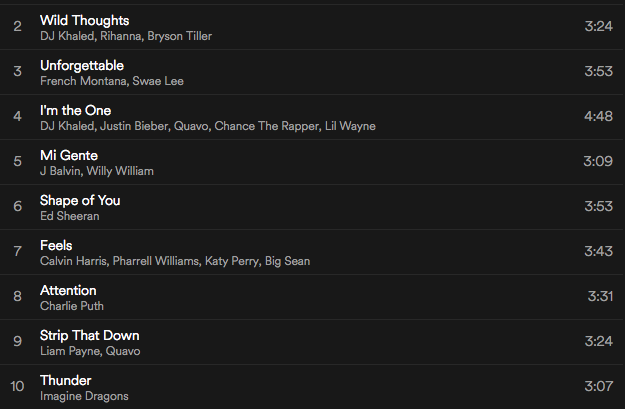 2 Wild Thoughts 3:24
DJ Khaled, Rihanna, Bryson Tiller
3 Unforgettable 3:53
French Montana, Swae Lee
4 I'm the One 4:48
DJ Khaled, Justin Bieber, Quavo, Chance The Rapper, Lil Wayne
5 Mi Gente 3:09
J Balvin, Willy William
6 Shape of You 3:53
Ed Sheeran
7 Feels 3:43
Calvin Harris, Pharrell Williams, Katy Perry, Big Sean
8 Attention 3:31
Charlie Puth
9 Strip That Down 3:24
Liam Payne, Quavo
10 Thunder 3:07
Imagine Dragons